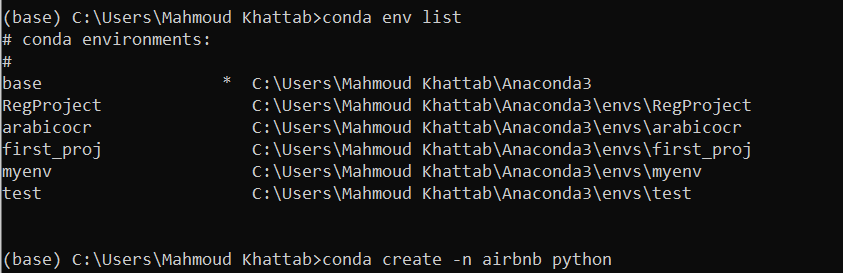 (base) C:\Users\Mahmoud Khattab>conda env list
# conda environments:
#
base                  *  C:\Users\Mahmoud Khattab\Anaconda3
RegProject               C:\Users\Mahmoud Khattab\Anaconda3\envs\RegProject
arabicocr                C:\Users\Mahmoud Khattab\Anaconda3\envs\arabicocr
first_proj               C:\Users\Mahmoud Khattab\Anaconda3\envs\first_proj
myenv                    C:\Users\Mahmoud Khattab\Anaconda3\envs\myenv
test                     C:\Users\Mahmoud Khattab\Anaconda3\envs\test
(base) C:\Users\Mahmoud Khattab>conda create -n airbnb python